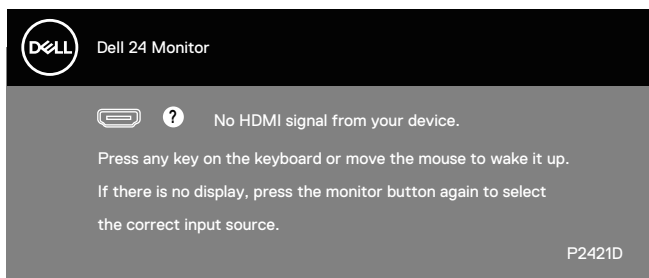 DELL
Dell 24 Monitor
? No HDMI signal from your device.
Press any key on the keyboard or move the mouse to wake it up.
If there is no display, press the monitor button again to select
the correct input source.
P2421D